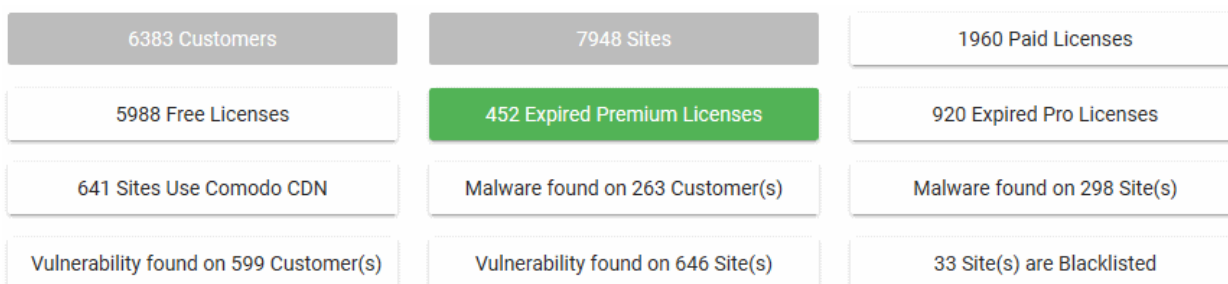 6383 Customers
7948 Sites
1960 Paid Licenses
5988 Free Licenses
452 Expired Premium Licenses
920 Expired Pro Licenses
641 Sites Use Comodo CDN
Malware found on 263 Customer(s)
Malware found on 298 Site(s)
Vulnerability found on 599 Customer(s)
Vulnerability found on 646 Site(s)
33 Site(s) are Blacklisted